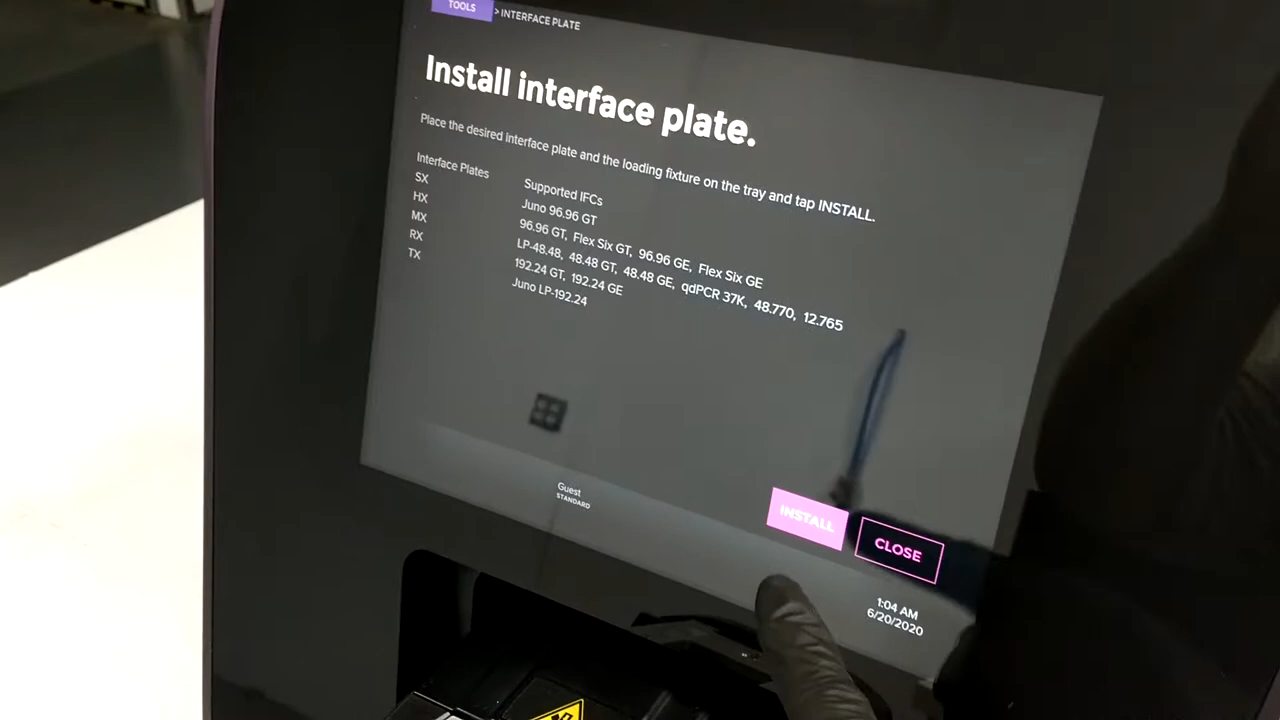 TOOLS > INTERFACE PLATE
Install interface plate.
Place the desired interface plate and the loading fixture on the tray and tap INSTALL.
Interface Plates Supported IFCs
SX Juno 96.96 GT
HX 96.96 GT, Flex Six GT, 96.96 GE, Flex Six GE
MX LP-48.48, 48.48 GT, 48.48 GE, qdPCR 37K, 48.770, 12.765
RX 192.24 GT, 192.24 GE
TX Juno LP-192.24
Guest
STANDARD
INSTALL
CLOSE
1:04 AM
6/20/2020